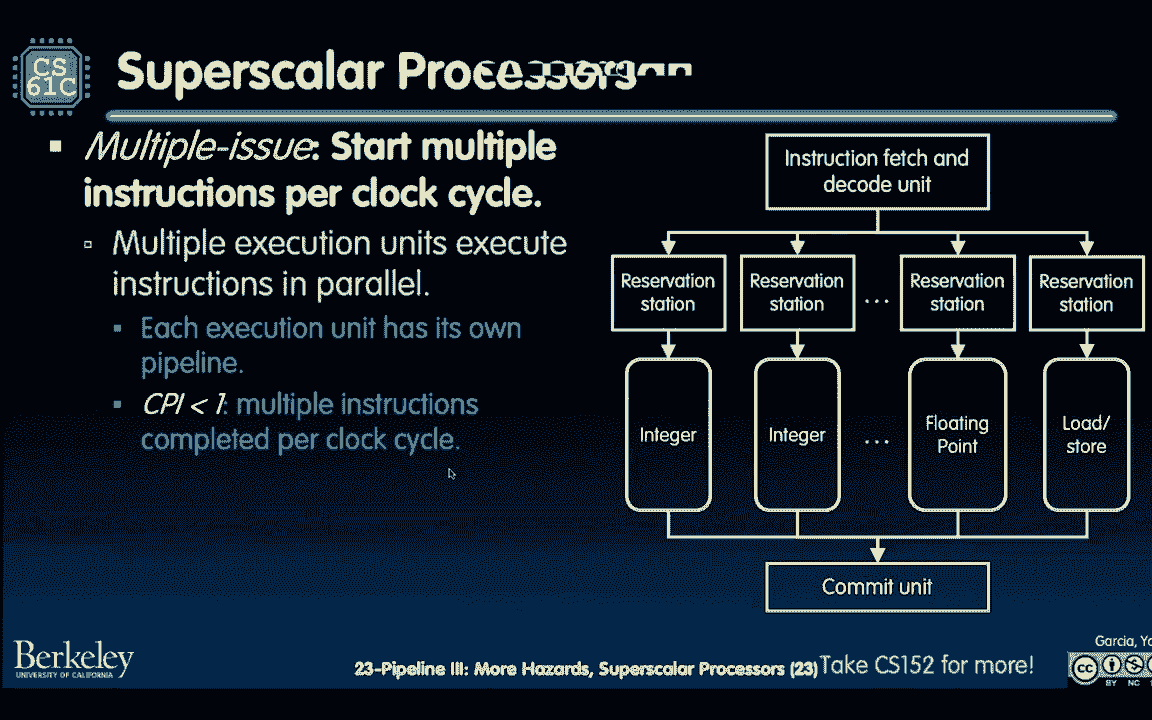 CS
61C
Superscalar Processors
▪ Multiple-issue: Start multiple
instructions per clock cycle.
▫ Multiple execution units execute
instructions in parallel.
▪ Each execution unit has its own
pipeline.
▪ CPI < 1: multiple instructions
completed per clock cycle.
Instruction fetch and
decode unit
Reservation
station
Reservation
station
...
Reservation
station
Reservation
station
Integer
Integer
...
Floating
Point
Load/
store
Commit unit
Berkeley
UNIVERSITY OF CALIFORNIA
23-Pipeline III: More Hazards, Superscalar Processors (23)
Take CS152 for more!
Garcia,
cc
BY NC